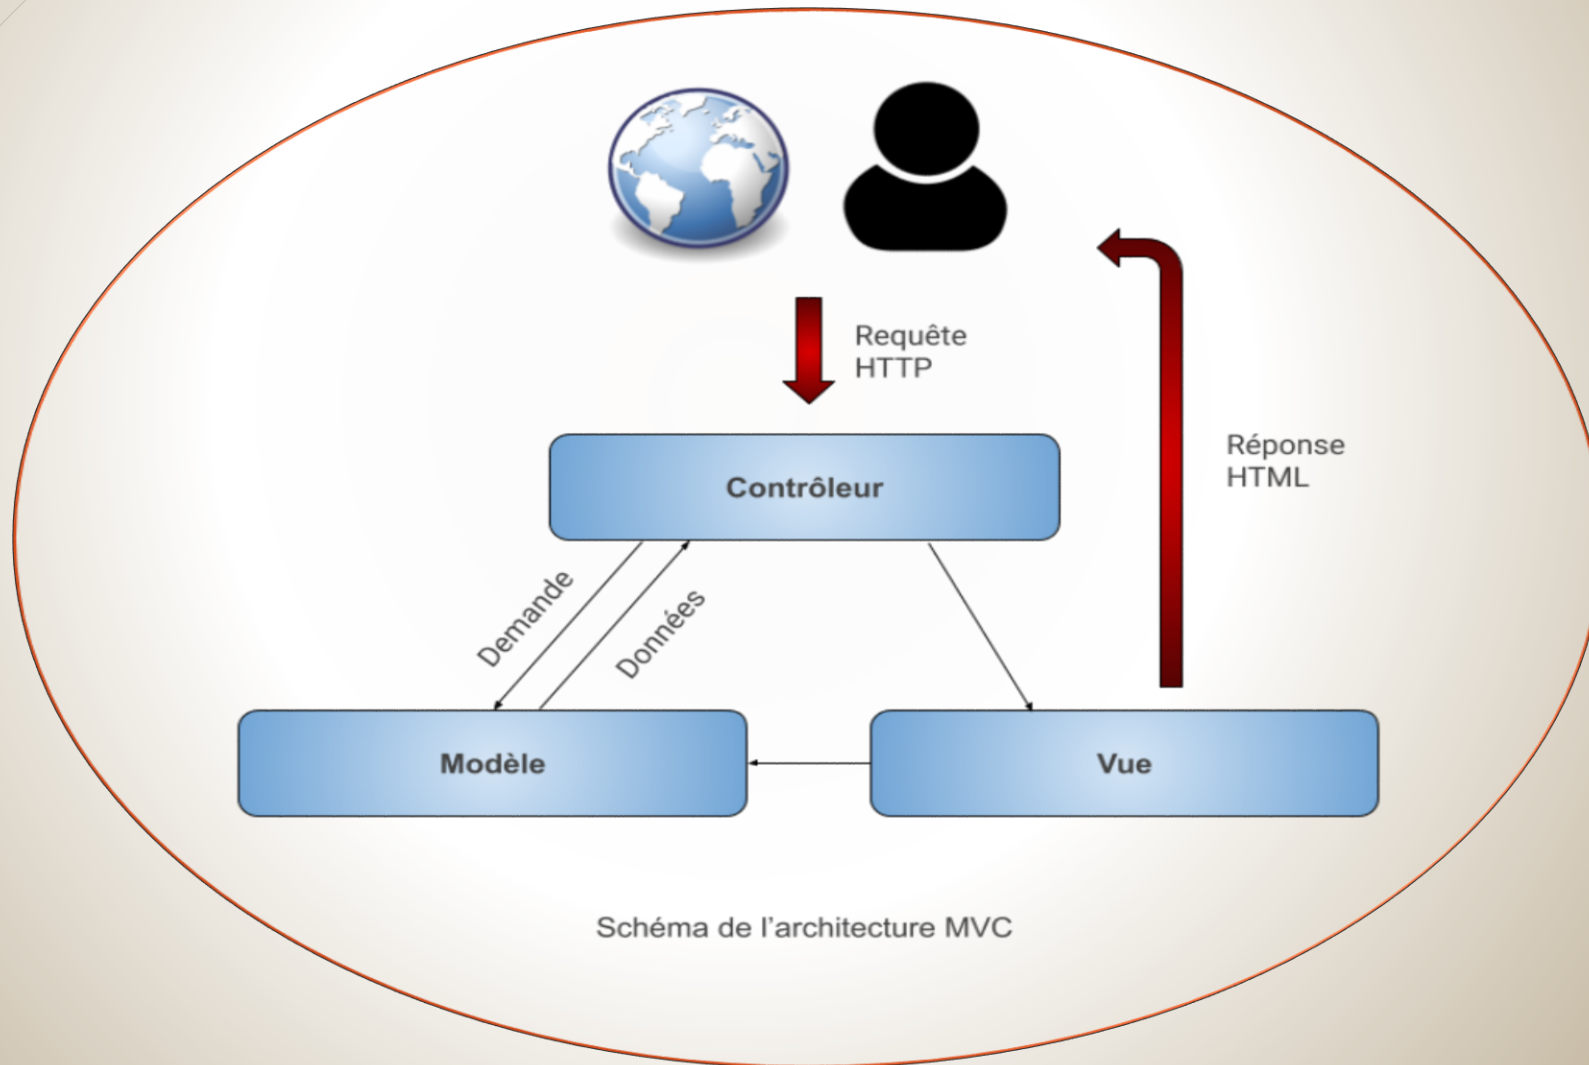 Requête
HTTP
Contrôleur
Réponse
HTML
Demande
Données
Modèle
Vue
Schéma de l'architecture MVC